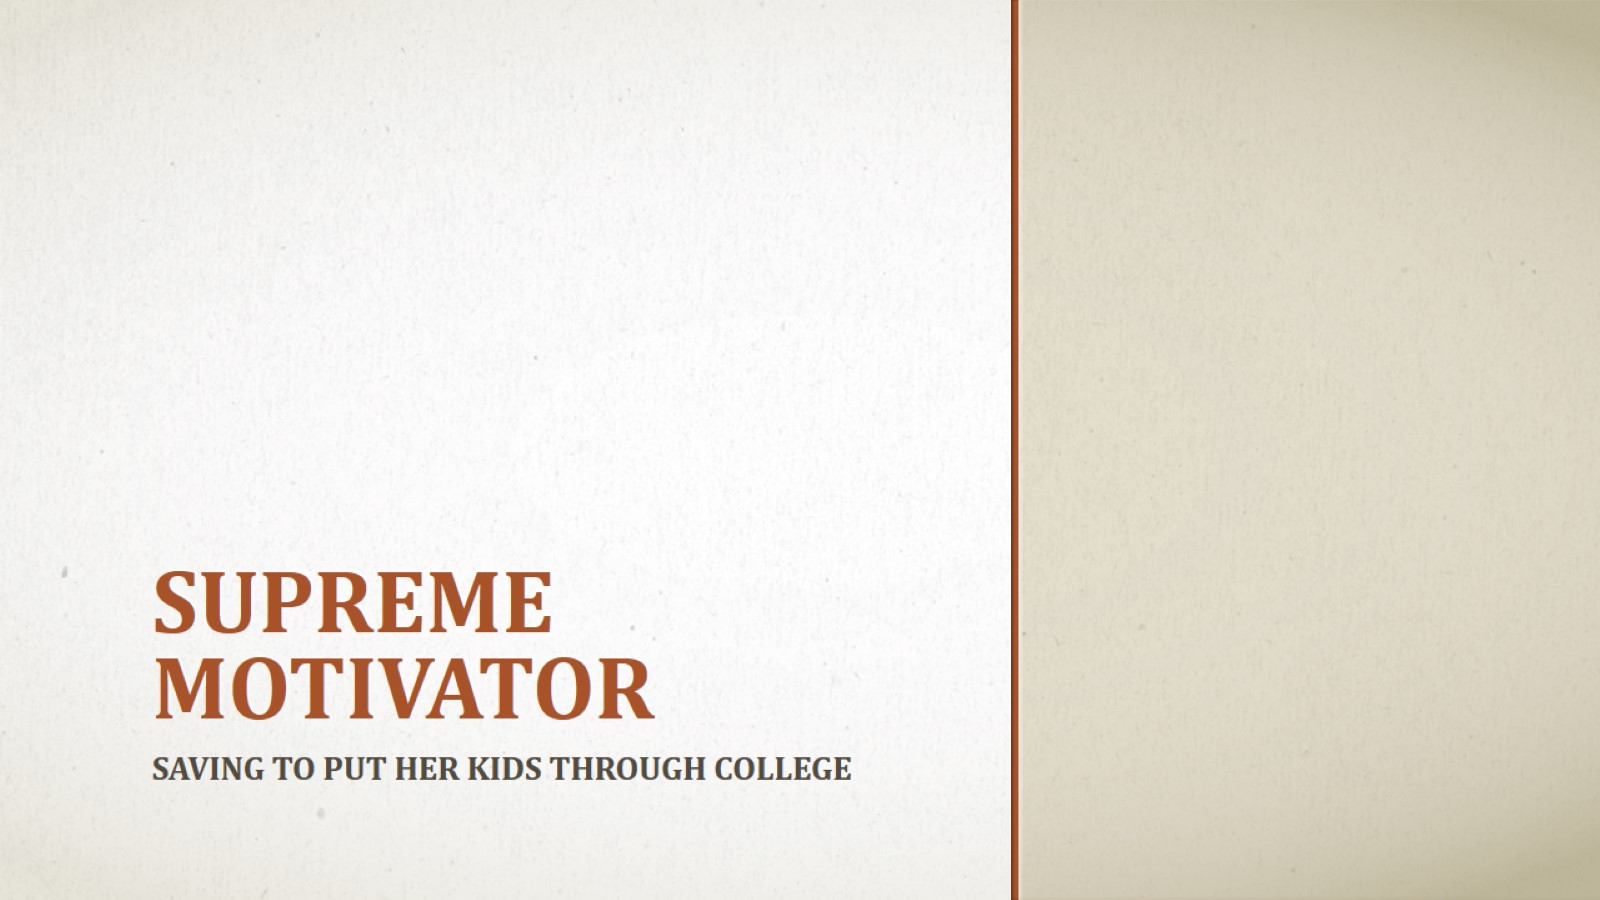 SUPREME
MOTIVATOR
SAVING TO PUT HER KIDS THROUGH COLLEGE